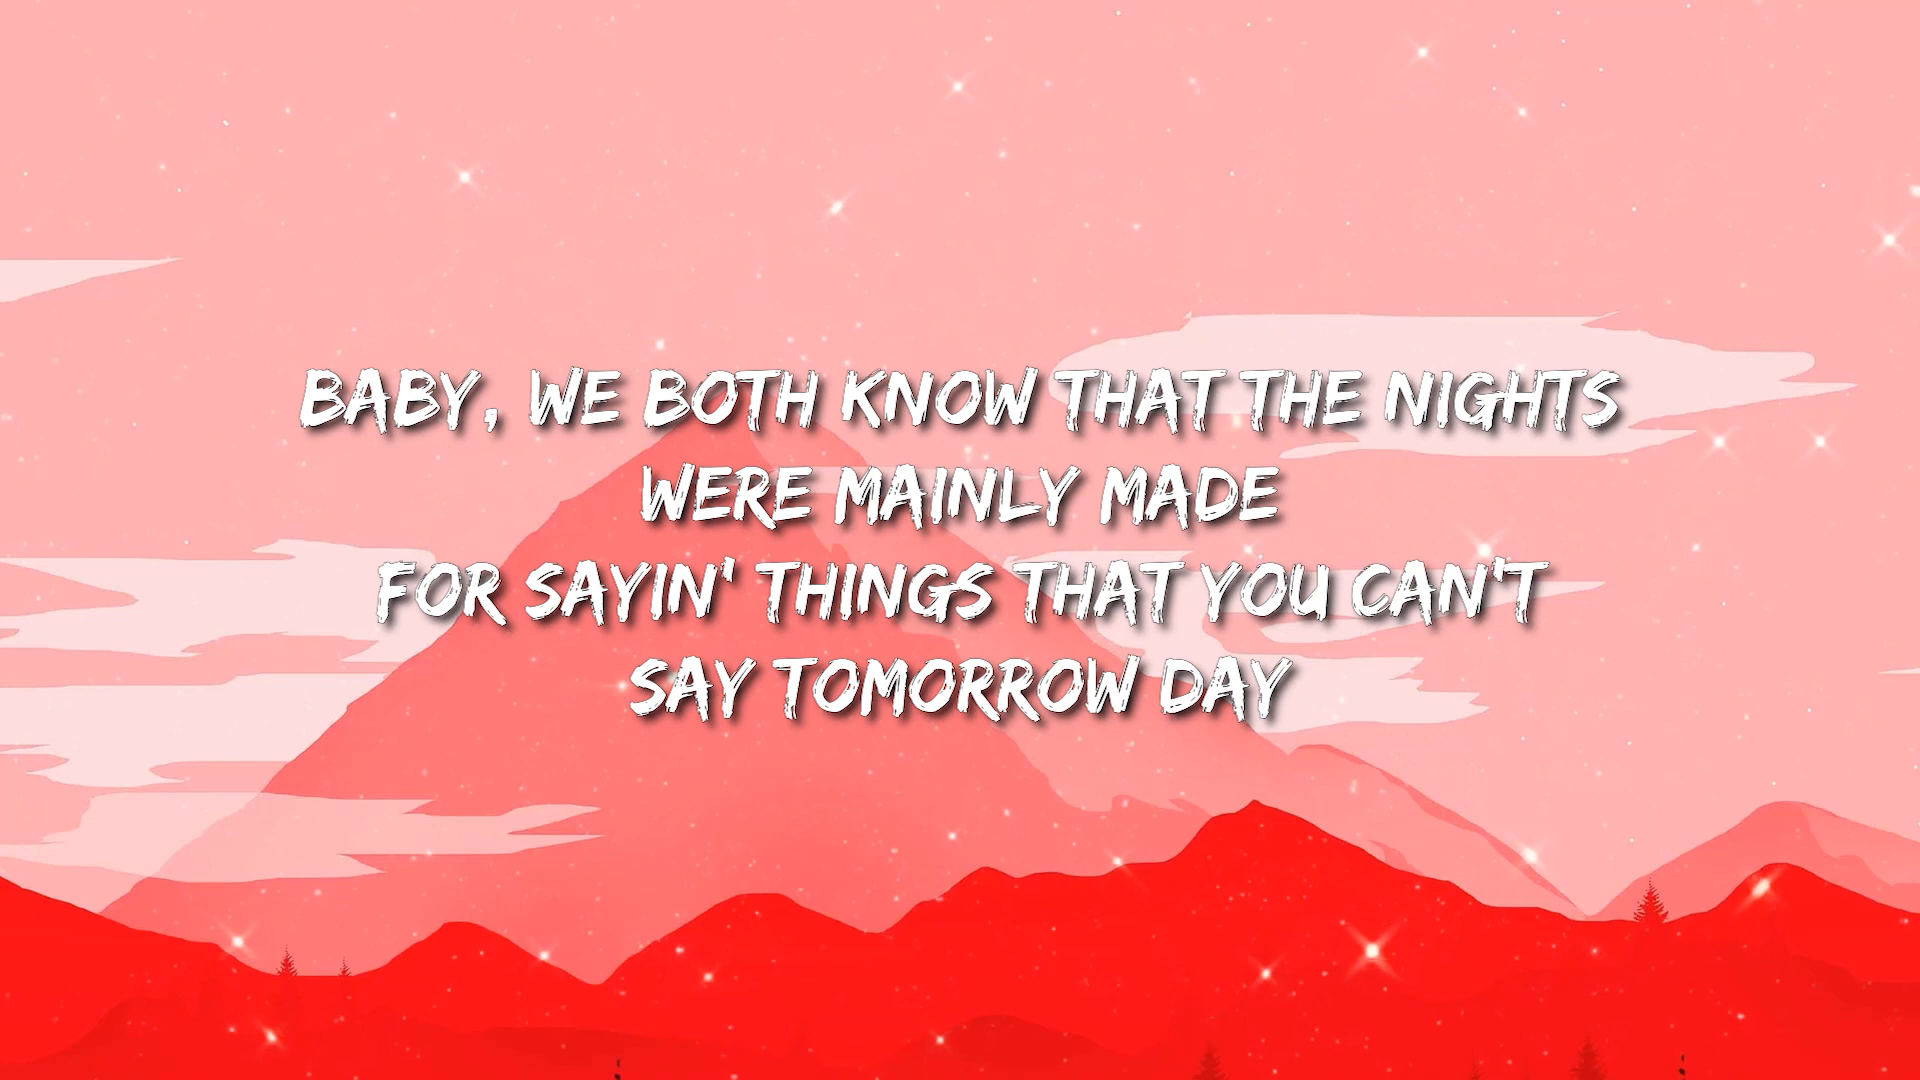 BABY, WE BOTH KNOW THAT THE NIGHTS
WERE MAINLY MADE
FOR SAYIN' THINGS THAT YOU CAN'T
SAY TOMORROW DAY